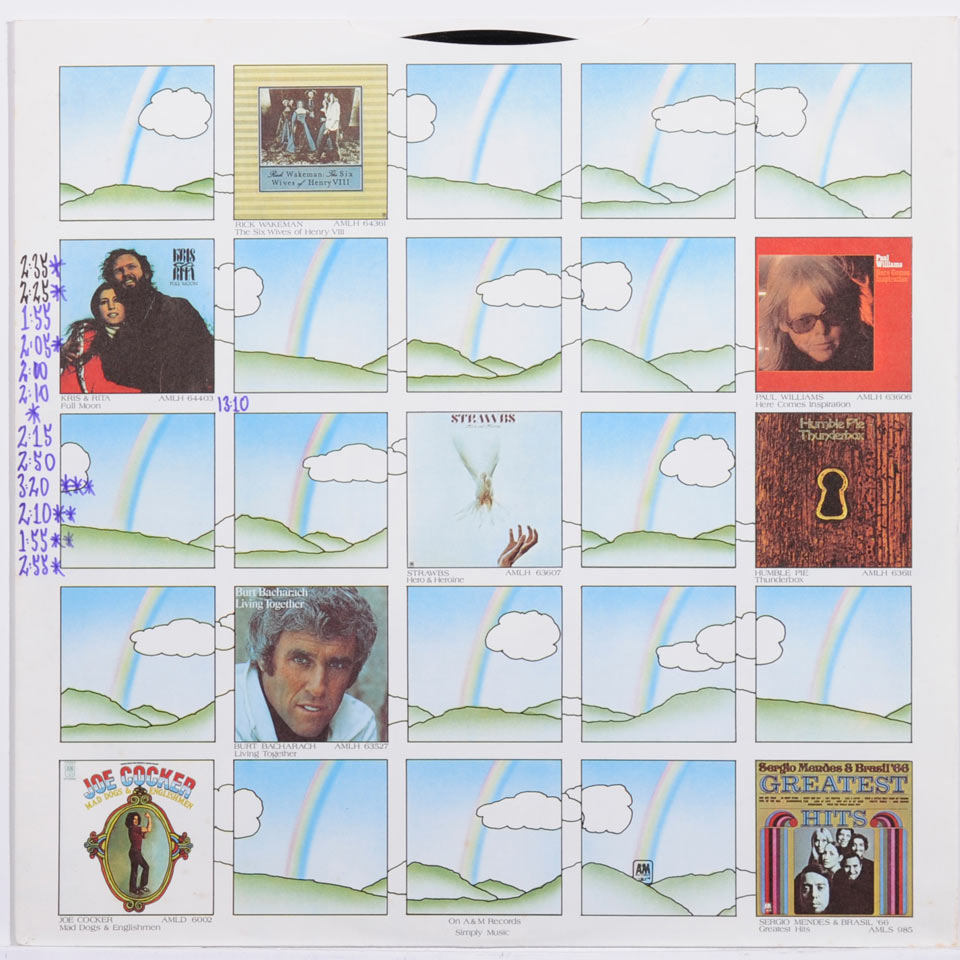 Rick Wakeman: The Six
Wives of Henry VIII
RICK WAKEMAN AMLH 64361
The Six Wives of Henry VIII
2:35*
2:25*
1:55
2:05*
2:00
2:10
*
2:15
2:50
3:20 ***
2:10**
1:55**
2:55*
KRIS
RITA
FULL MOON
KRIS & RITA AMLH 64403
Full Moon
13:10
Paul
Williams
Here Comes
Inspiration
PAUL WILLIAMS AMLH 63606
Here Comes Inspiration
STRAWBS
STRAWBS AMLH 63607
Hero & Heroine
Humble Pie
Thunderbox
HUMBLE PIE AMLH 63611
Thunderbox
Burt Bacharach
Living Together
BURT BACHARACH AMLH 63527
Living Together
JOE COCKER
MAD DOGS & ENGLISHMEN
JOE COCKER AMLD 6002
Mad Dogs & Englishmen
AM
On A&M Records
Simply Music
Sergio Mendes & Brasil '66
GREATEST
HITS
SERGIO MENDES & BRASIL '66
Greatest Hits AMLS 985